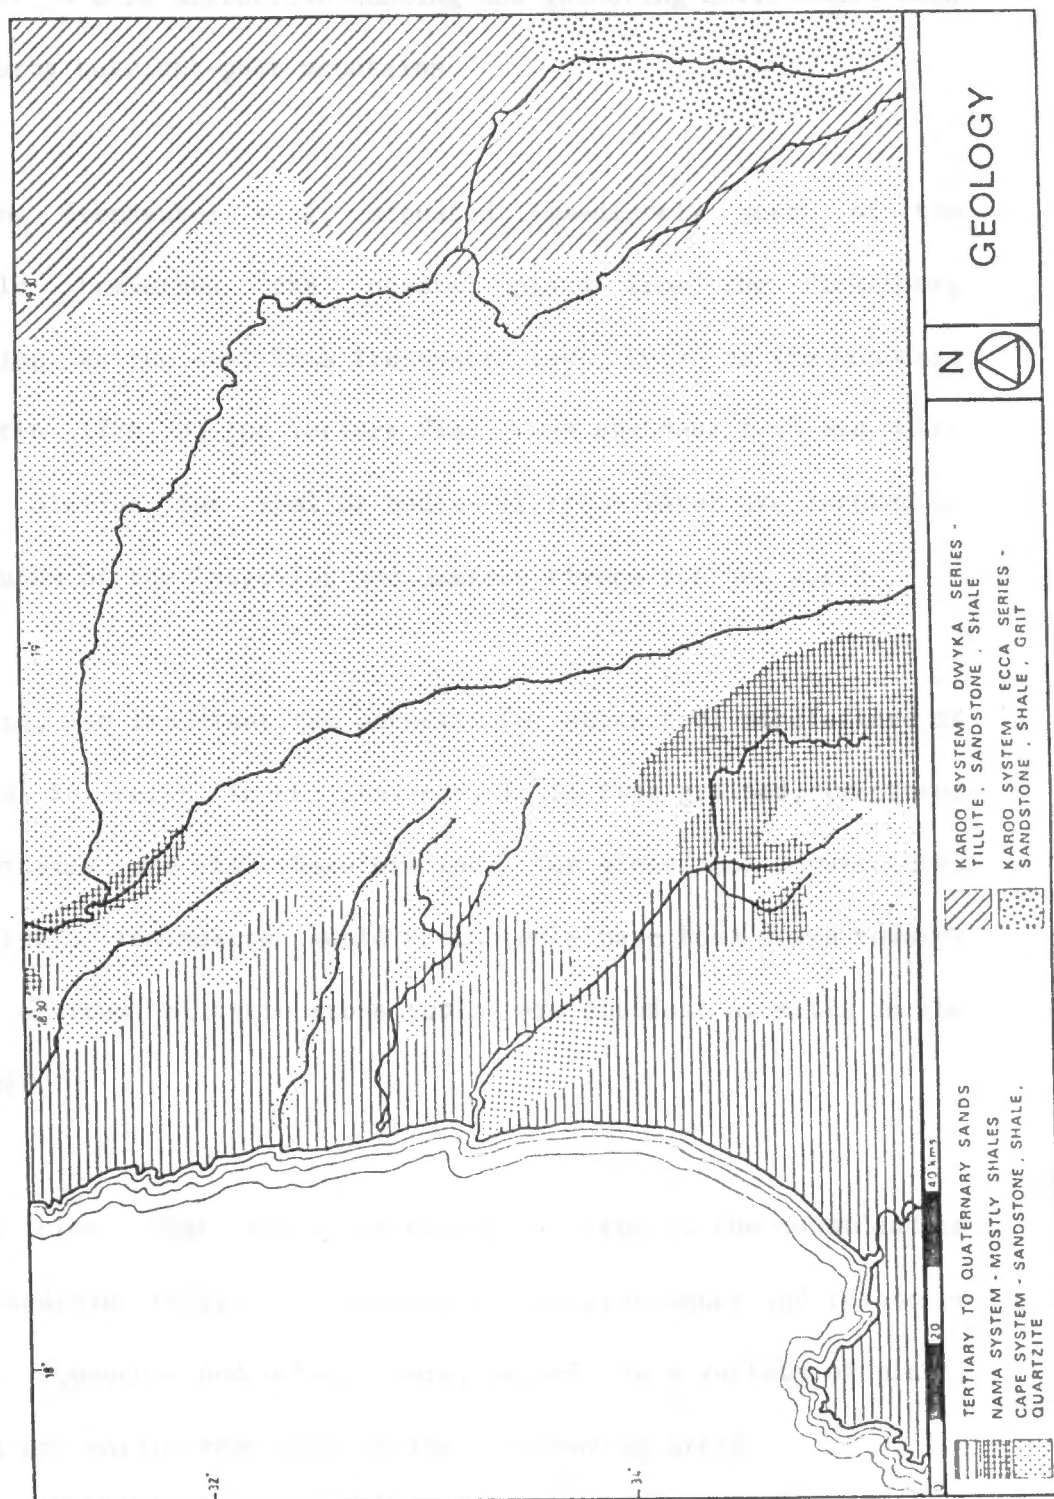 18°
18.30
19°
19.30
32°
34°
0
20
40 kms
TERTIARY TO QUATERNARY SANDS
NAMA SYSTEM - MOSTLY SHALES
CAPE SYSTEM - SANDSTONE, SHALE,
QUARTZITE
KAROO SYSTEM DWYKA SERIES -
TILLITE, SANDSTONE, SHALE
KAROO SYSTEM ECCA SERIES -
SANDSTONE, SHALE, GRIT
N
GEOLOGY